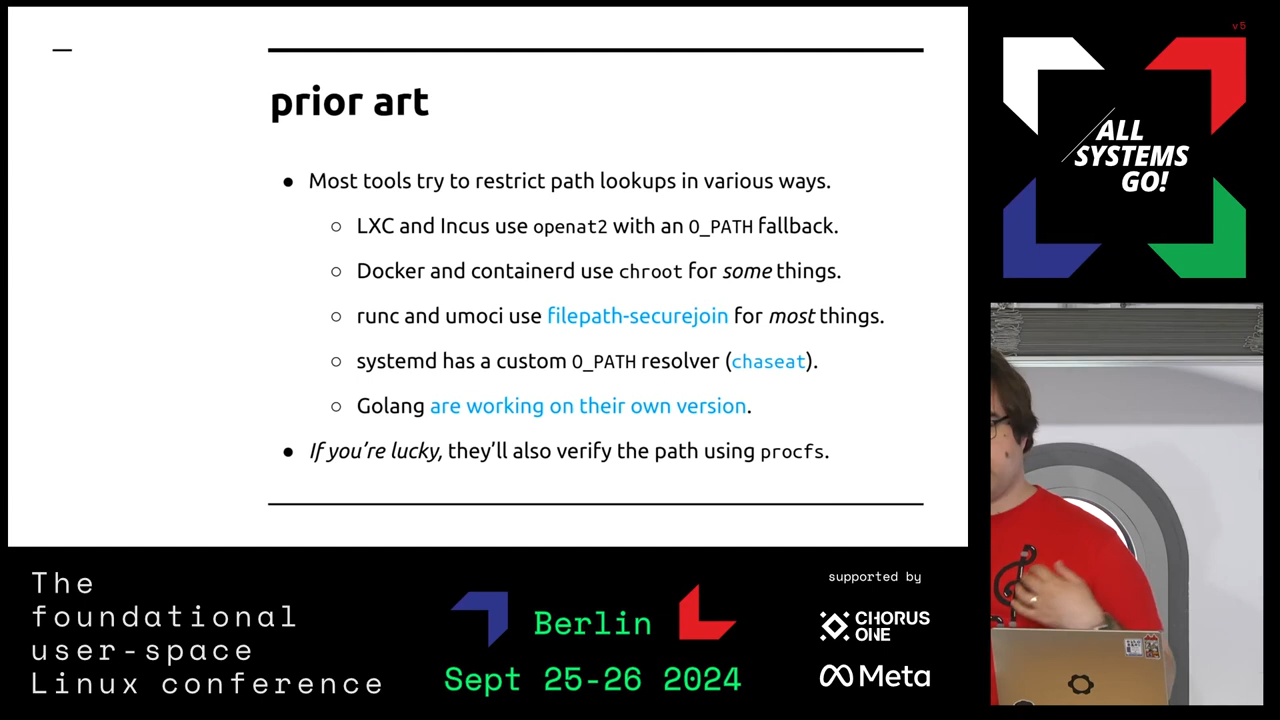 prior art
● Most tools try to restrict path lookups in various ways.
○ LXC and Incus use openat2 with an O_PATH fallback.
○ Docker and containerd use chroot for some things.
○ runc and umoci use filepath-securejoin for most things.
○ systemd has a custom O_PATH resolver (chaseat).
○ Golang are working on their own version.
● If you’re lucky, they’ll also verify the path using procfs.
v5
ALL
SYSTEMS
GO!
The
foundational
user-space
Linux conference
Berlin
Sept 25-26 2024
supported by
CHORUS
ONE
Meta